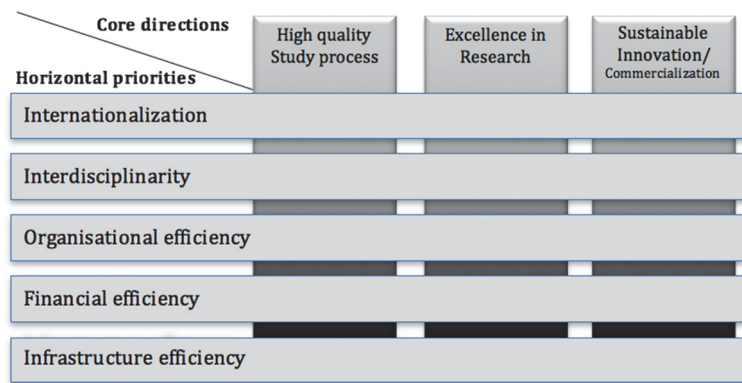 Core directions
High quality
Study process
Excellence in
Research
Sustainable
Innovation/
Commercialization
Horizontal priorities
Internationalization
Interdisciplinarity
Organisational efficiency
Financial efficiency
Infrastructure efficiency